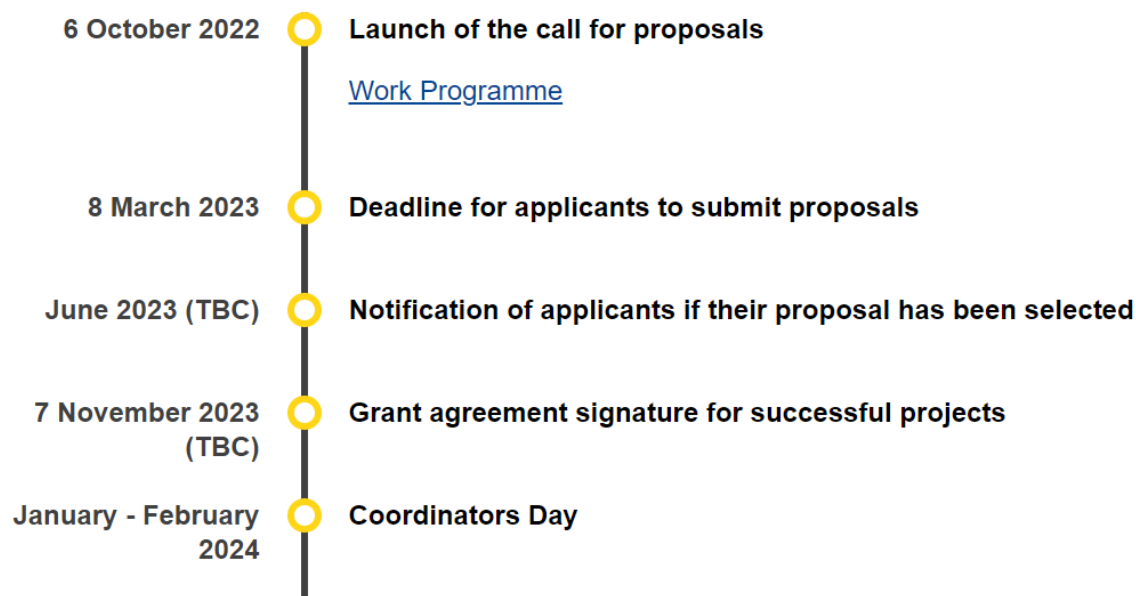 6 October 2022
Launch of the call for proposals
Work Programme
8 March 2023
Deadline for applicants to submit proposals
June 2023 (TBC)
Notification of applicants if their proposal has been selected
7 November 2023
(TBC)
Grant agreement signature for successful projects
January - February
2024
Coordinators Day